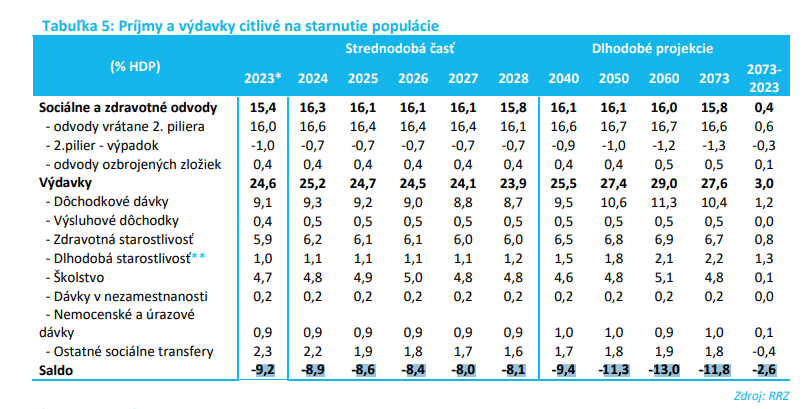 Tabuľka 5: Príjmy a výdavky citlivé na starnutie populácie
(% HDP) Strednodobá časť Dlhodobé projekcie
2023* 2024 2025 2026 2027 2028 2040 2050 2060 2073 2073-2023
Sociálne a zdravotné odvody 15,4 16,3 16,1 16,1 16,1 15,8 16,1 16,1 16,0 15,8 0,4
- odvody vrátane 2. piliera 16,0 16,6 16,4 16,4 16,4 16,1 16,6 16,7 16,7 16,6 0,6
- 2.pilier - výpadok -1,0 -0,7 -0,7 -0,7 -0,7 -0,7 -0,9 -1,0 -1,2 -1,3 -0,3
- odvody ozbrojených zložiek 0,4 0,4 0,4 0,4 0,4 0,4 0,4 0,4 0,5 0,5 0,1
Výdavky 24,6 25,2 24,7 24,5 24,1 23,9 25,5 27,4 29,0 27,6 3,0
- Dôchodkové dávky 9,1 9,3 9,2 9,0 8,8 8,7 9,5 10,6 11,3 10,4 1,2
- Výsluhové dôchodky 0,4 0,5 0,5 0,5 0,5 0,5 0,5 0,5 0,5 0,5 0,0
- Zdravotná starostlivosť 5,9 6,2 6,1 6,1 6,0 6,0 6,5 6,8 6,9 6,7 0,8
- Dlhodobá starostlivosť** 1,0 1,1 1,1 1,1 1,1 1,2 1,5 1,8 2,1 2,2 1,3
- Školstvo 4,7 4,8 4,9 5,0 4,8 4,8 4,6 4,8 5,1 4,8 0,1
- Dávky v nezamestnanosti 0,2 0,2 0,2 0,2 0,2 0,2 0,2 0,2 0,2 0,2 0,0
- Nemocenské a úrazové
dávky 0,9 0,9 0,9 0,9 0,9 0,9 1,0 1,0 0,9 1,0 0,1
- Ostatné sociálne transfery 2,3 2,2 1,9 1,8 1,7 1,6 1,7 1,8 1,9 1,8 -0,4
Saldo -9,2 -8,9 -8,6 -8,4 -8,0 -8,1 -9,4 -11,3 -13,0 -11,8 -2,6
Zdroj: RRZ